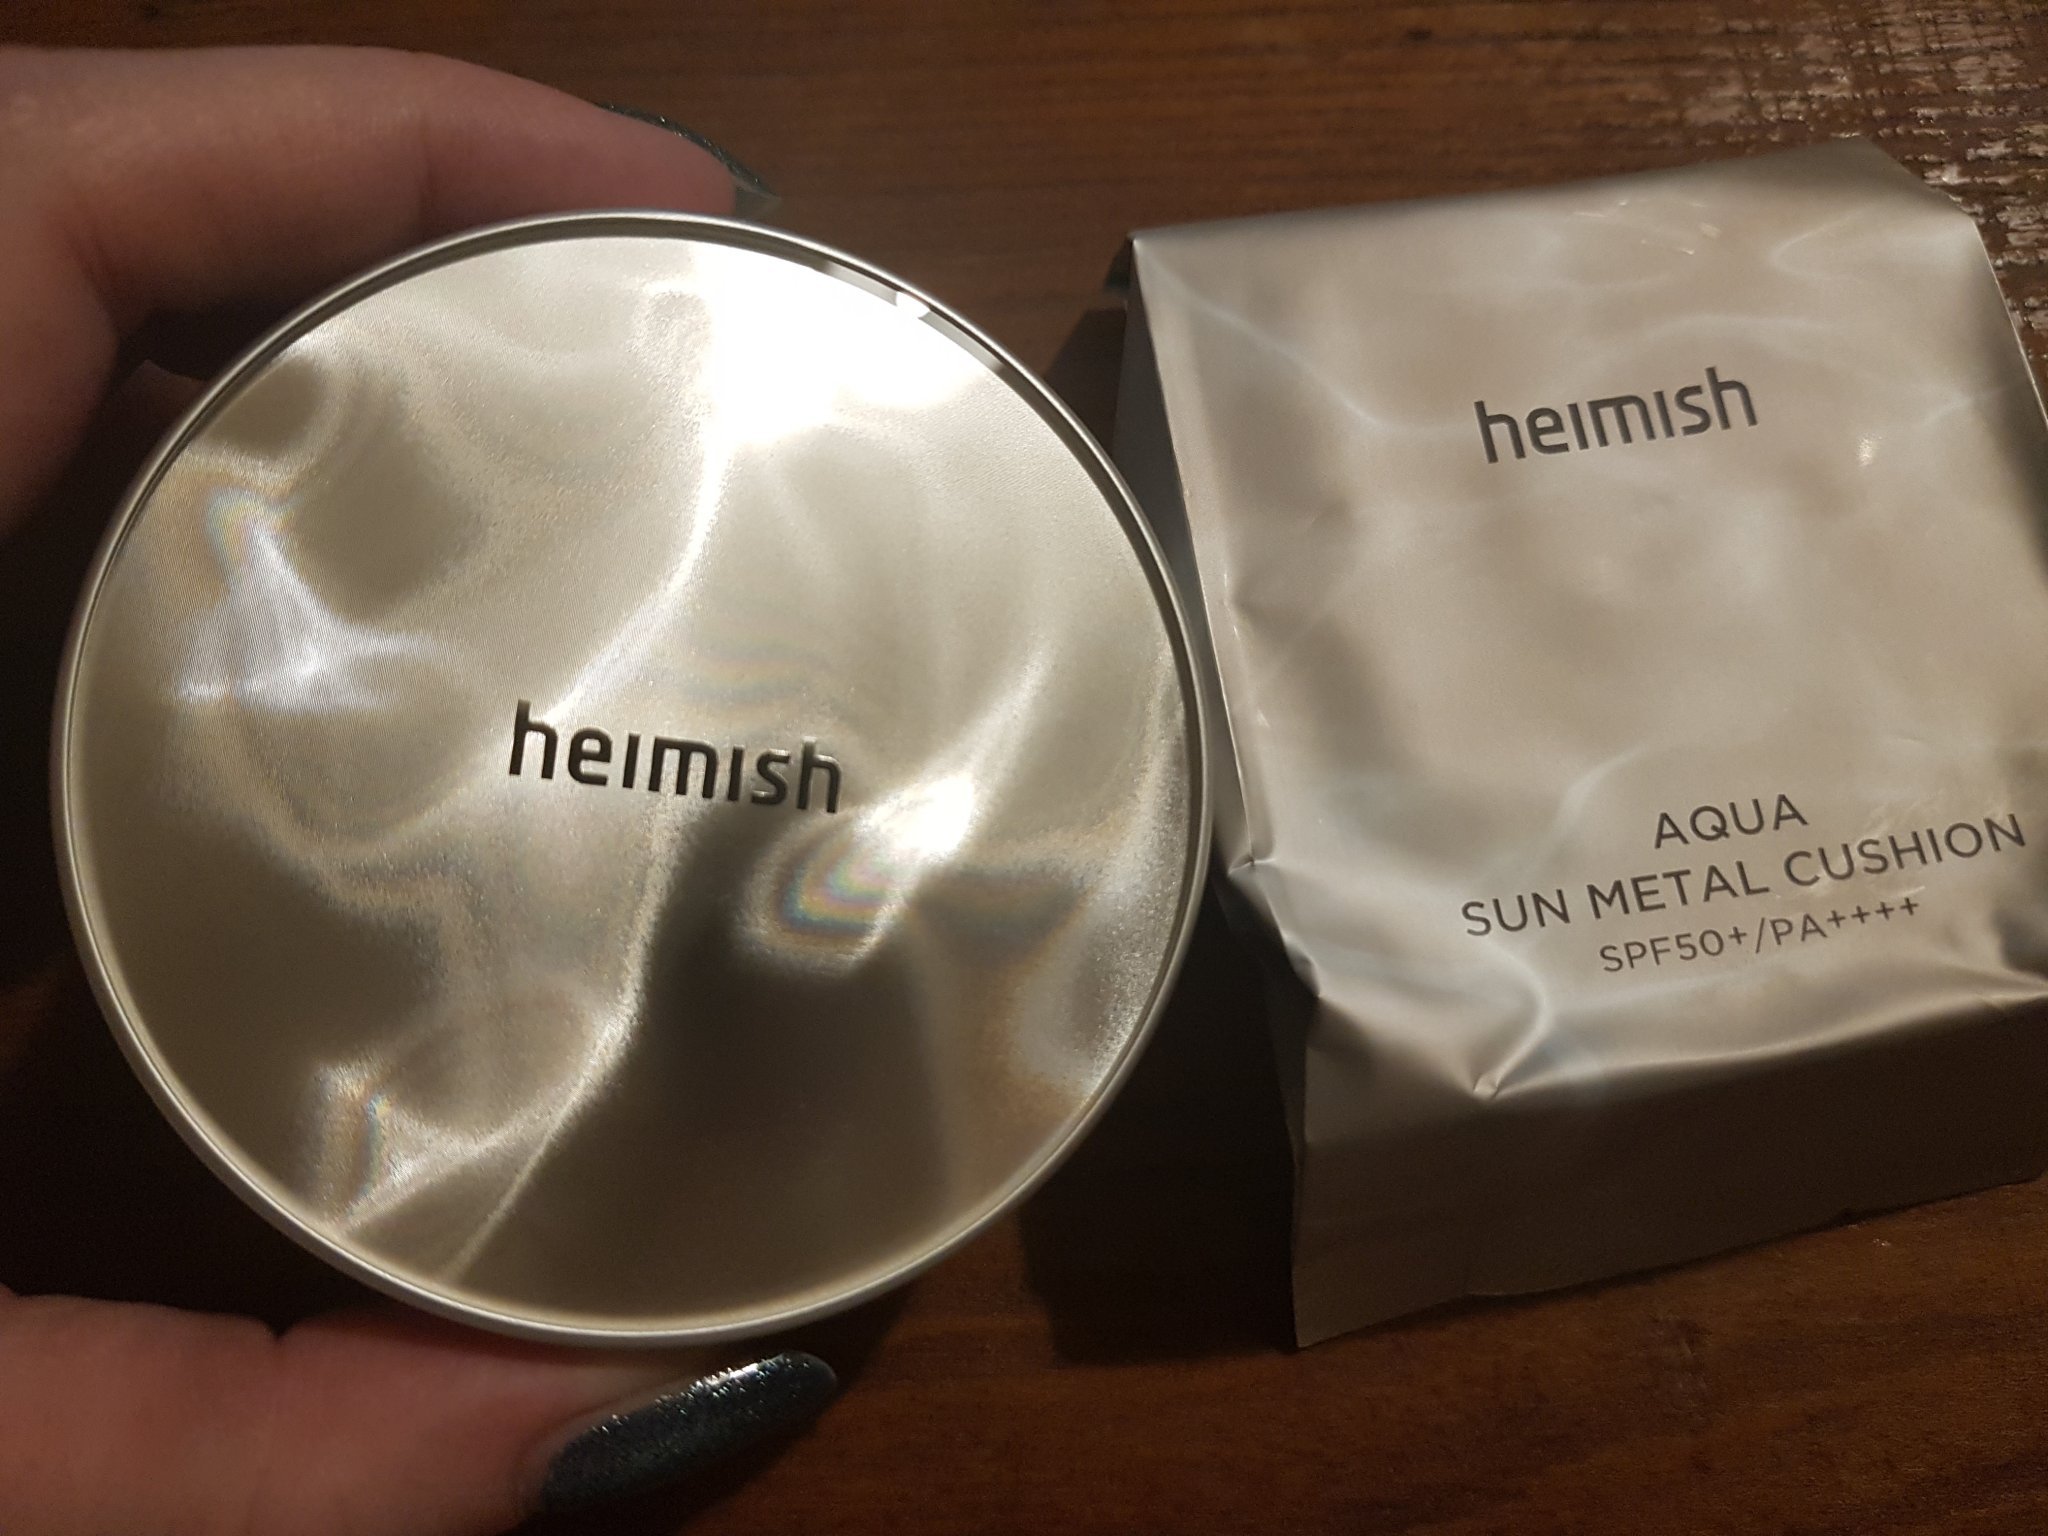 heimish
heimish
AQUA
SUN METAL CUSHION
SPF50+/PA++++